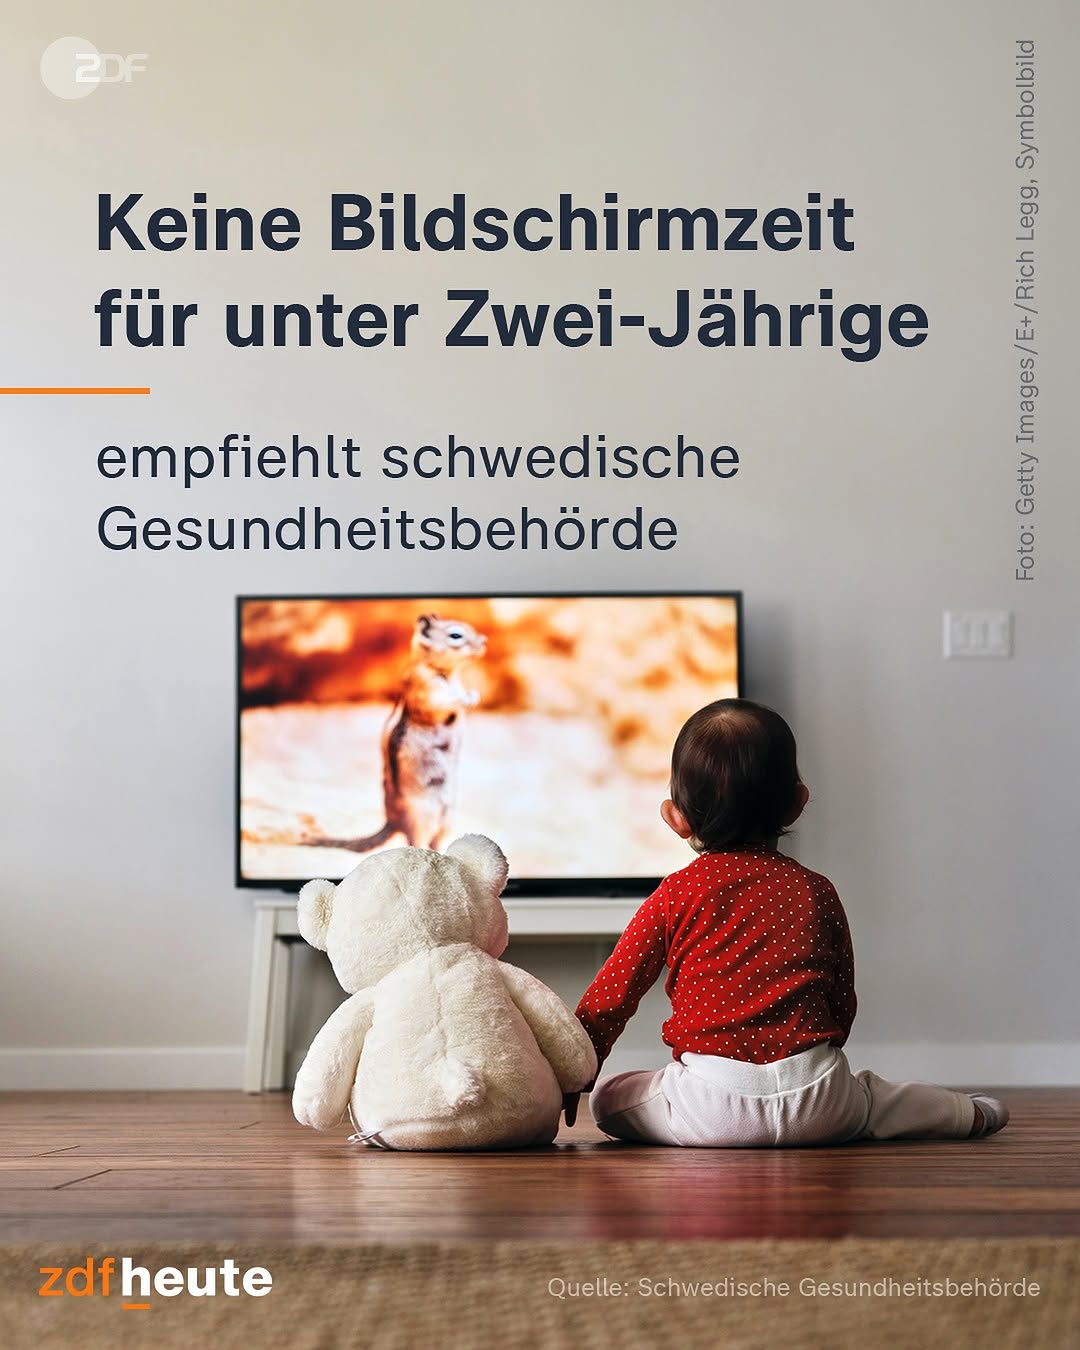 ZDF
Keine Bildschirmzeit
für unter Zwei-Jährige
empfiehlt schwedische
Gesundheitsbehörde
Foto: Getty Images/E+/Rich Legg, Symbolbild
zdfheute
Quelle: Schwedische Gesundheitsbehörde